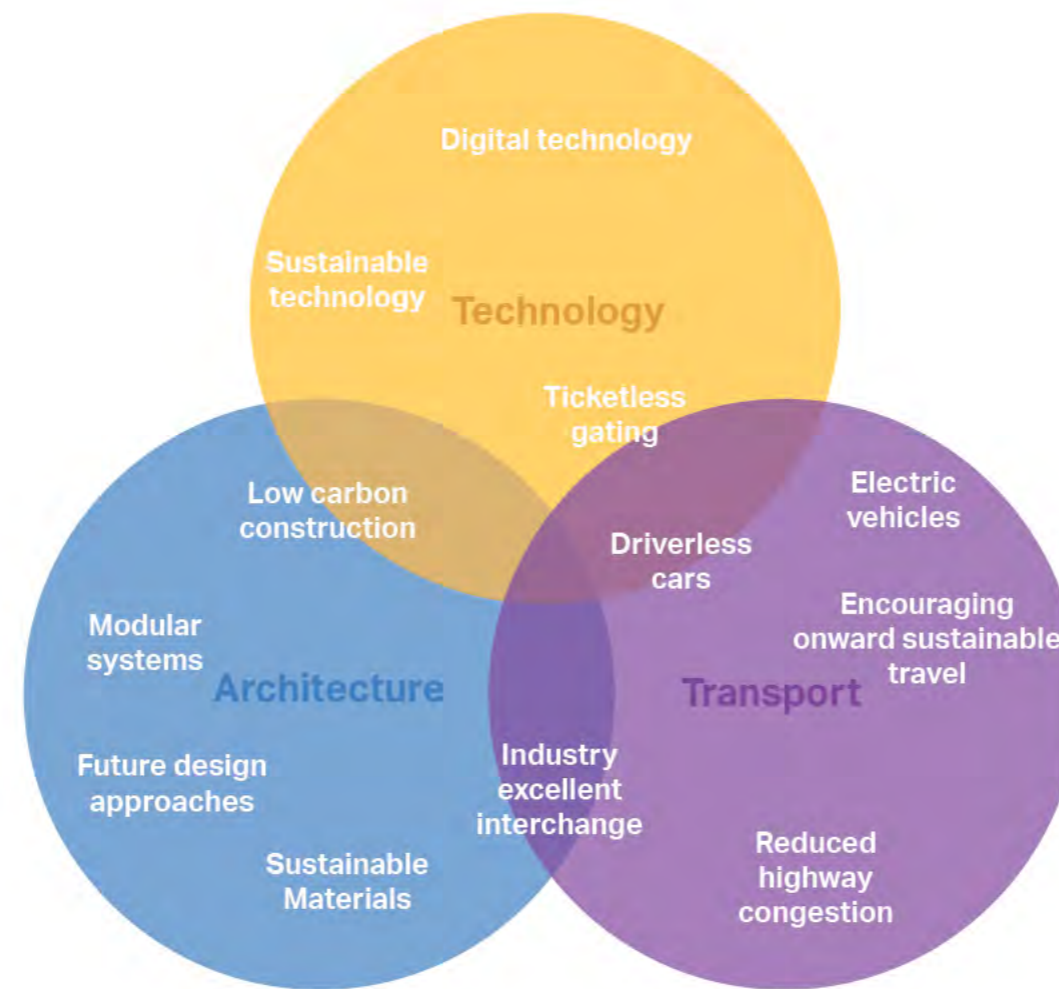 Digital technology
Sustainable
technology
Technology
Ticketless
gating
Low carbon
construction
Electric
vehicles
Driverless
cars
Encouraging
onward sustainable
travel
Modular
systems
Architecture
Transport
Industry
excellent
interchange
Future design
approaches
Sustainable
Materials
Reduced
highway
congestion